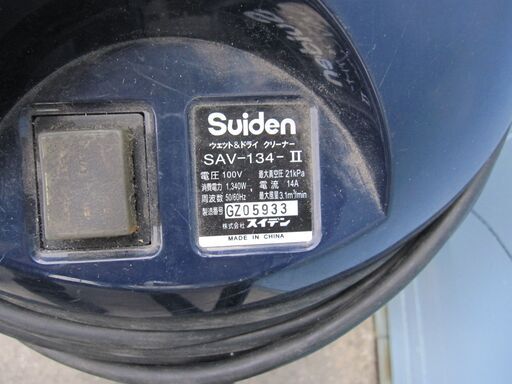 Suiden
ウェット&ドライ クリーナー
SAV-134-II
電圧 100V 最大真空圧 21kPa
消費電力 1,340W 電流 14A
周波数 50/60Hz 最大風量 3.1m³/min
製造番号 GZ05933
株式会社 スイデン
MADE IN CHINA